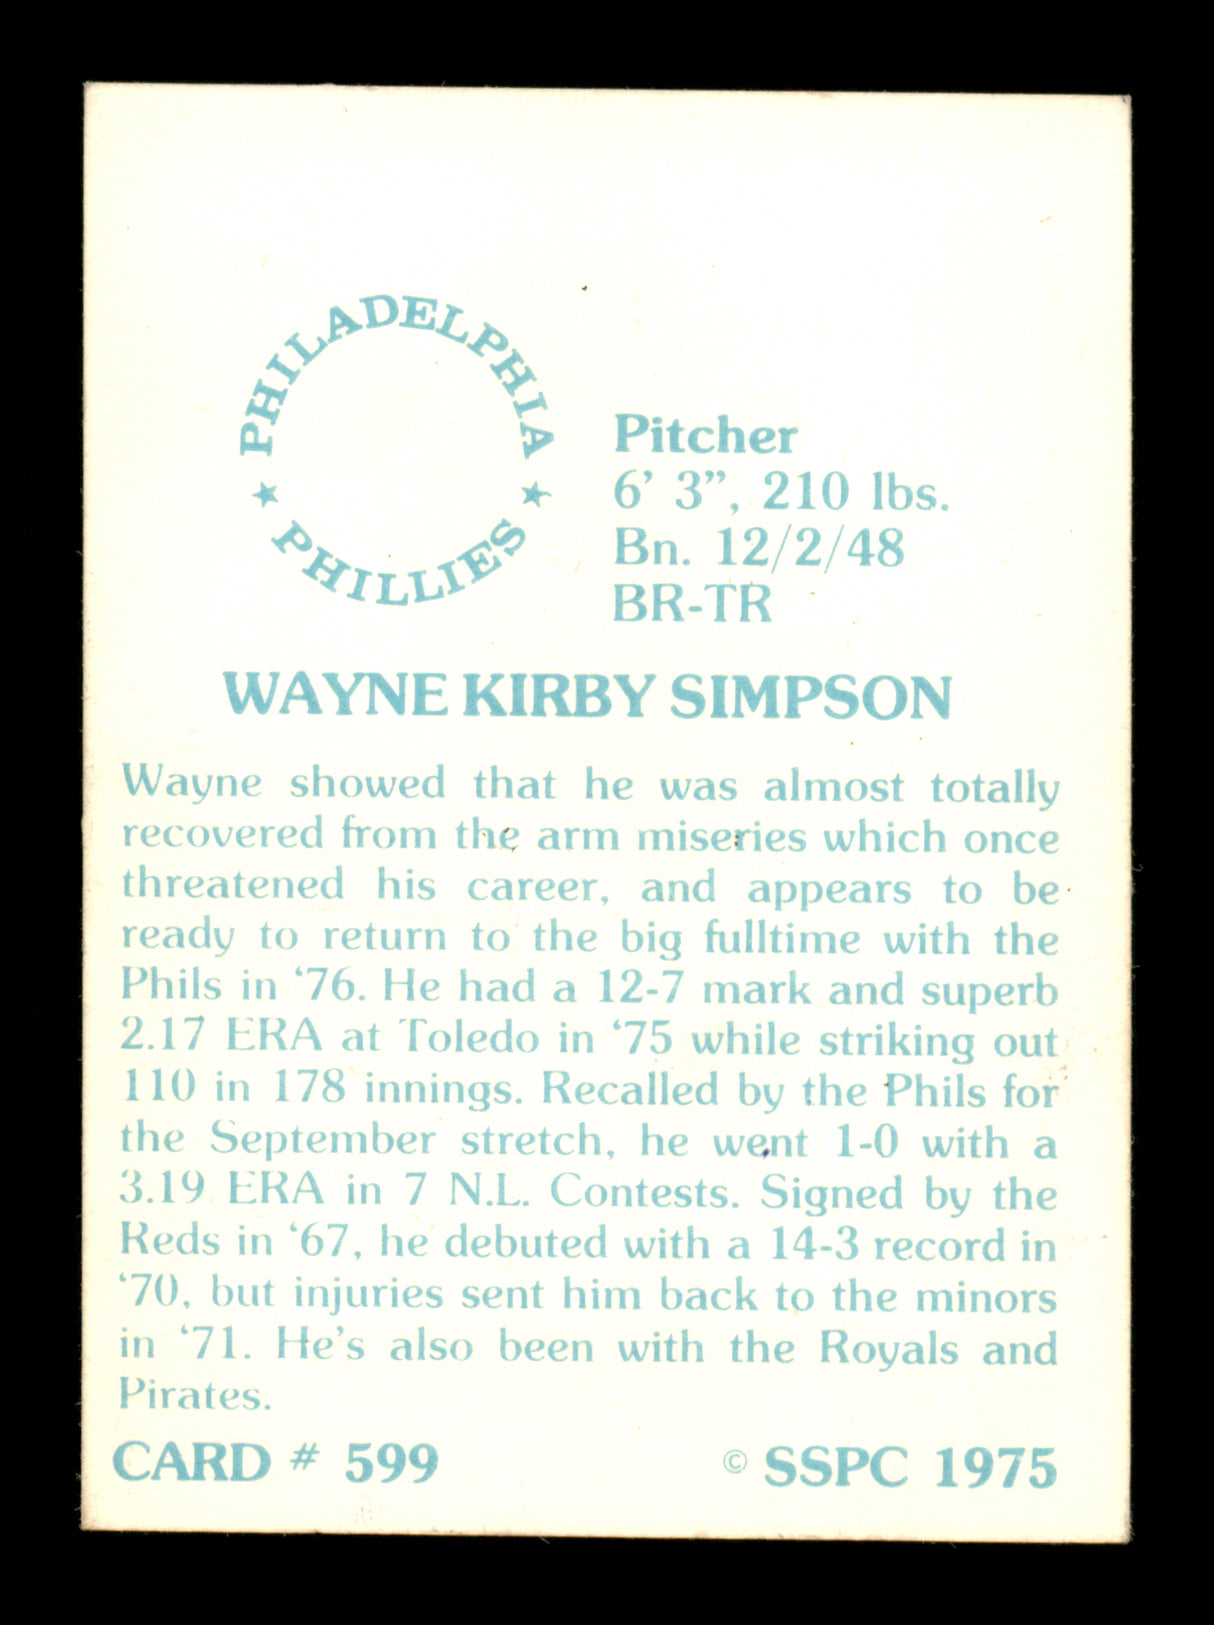 PHILADELPHIA
★ ★
PHILLIES
Pitcher
6’ 3”, 210 lbs.
Bn. 12/2/48
BR-TR
WAYNE KIRBY SIMPSON
Wayne showed that he was almost totally
recovered from the arm miseries which once
threatened his career, and appears to be
ready to return to the big fulltime with the
Phils in ‘76. He had a 12-7 mark and superb
2.17 ERA at Toledo in ‘75 while striking out
110 in 178 innings. Recalled by the Phils for
the September stretch, he went 1-0 with a
3.19 ERA in 7 N.L. Contests. Signed by the
Reds in ‘67, he debuted with a 14-3 record in
‘70, but injuries sent him back to the minors
in ‘71. He’s also been with the Royals and
Pirates.
CARD # 599
© SSPC 1975